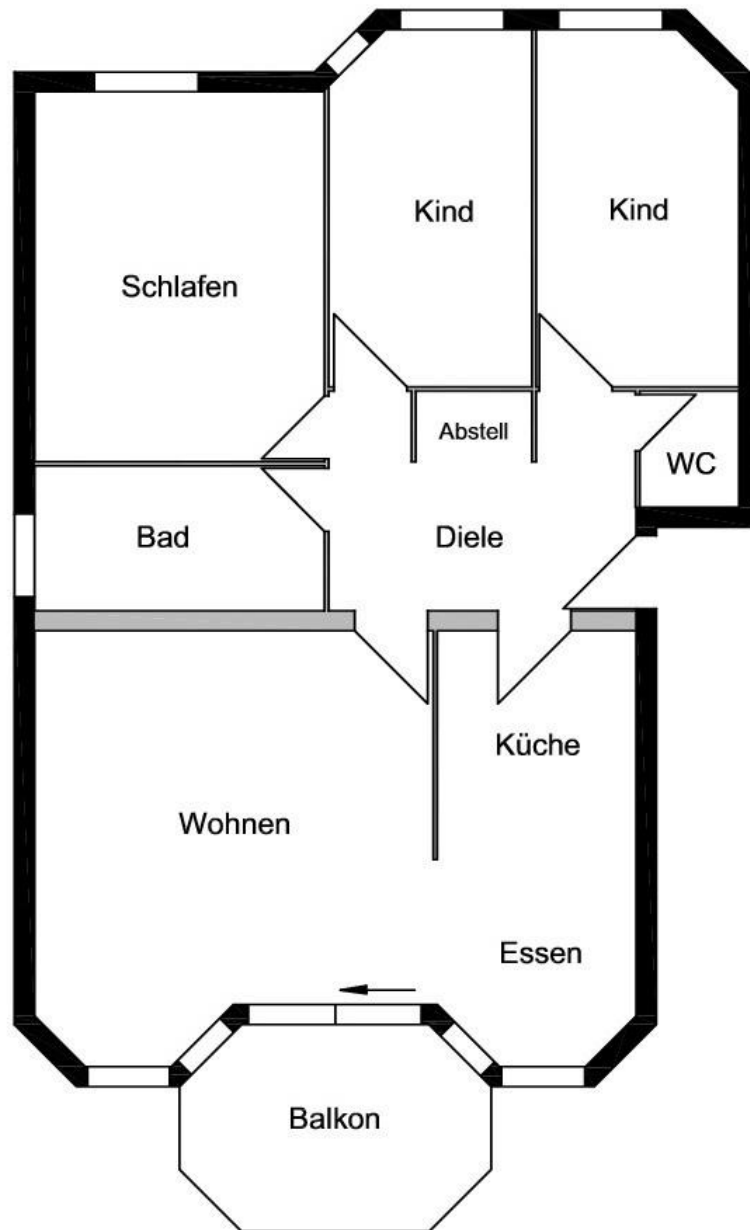 Kind
Kind
Schlafen
Abstell
WC
Bad
Diele
Küche
Wohnen
Essen
Balkon